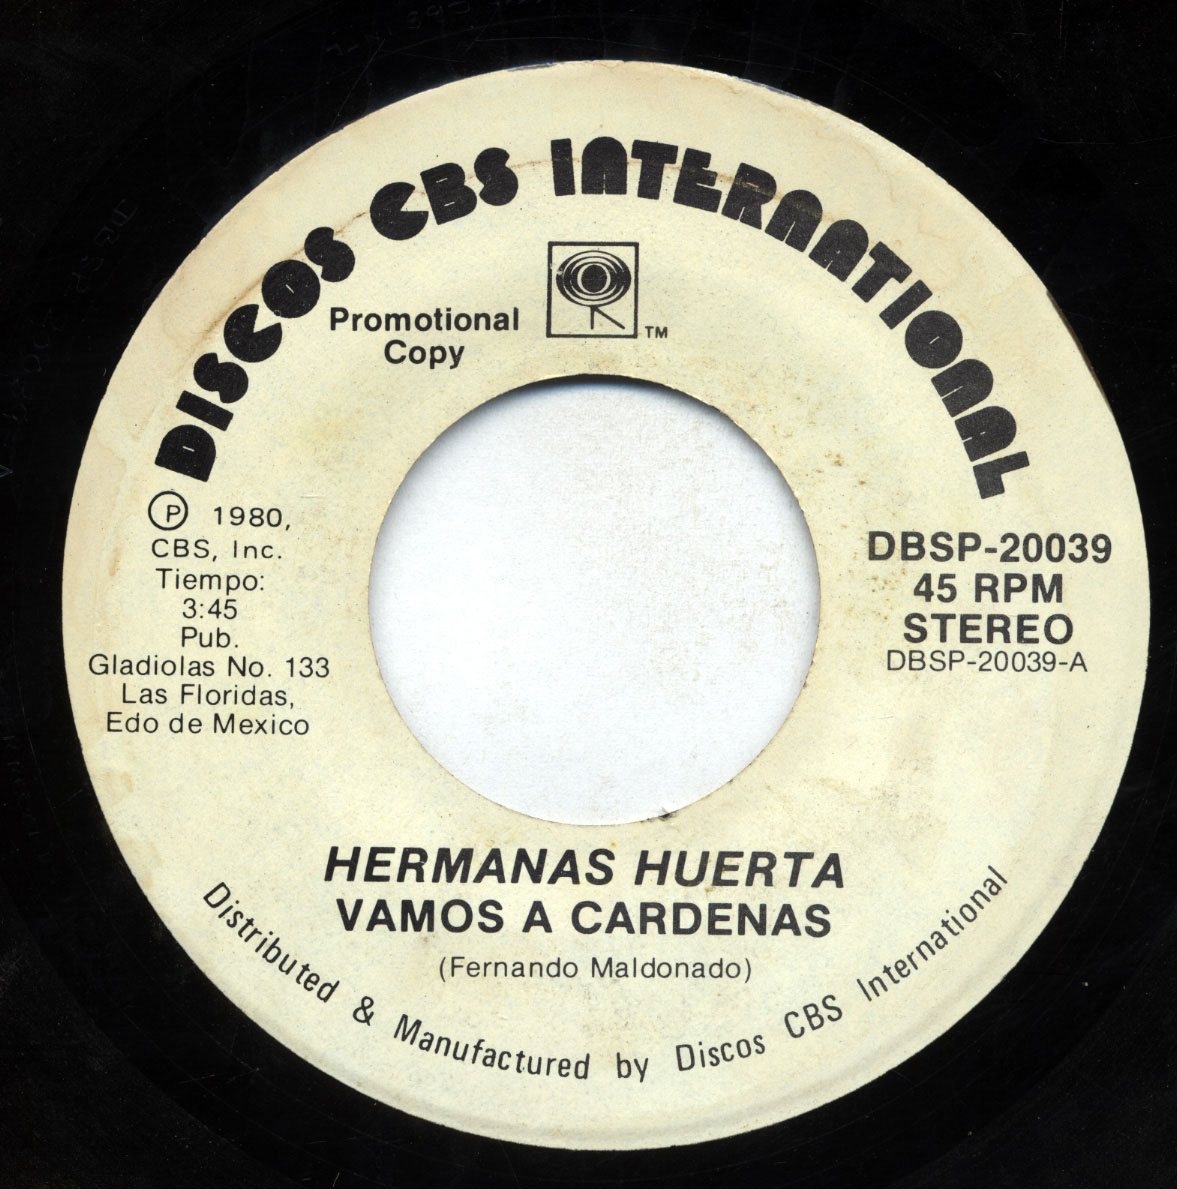 DISCOS CBS INTERNATIONAL
Promotional
Copy
TM
℗ 1980,
CBS, Inc.
Tiempo:
3:45
Pub.
Gladiolas No. 133
Las Floridas,
Edo de Mexico
DBSP-20039
45 RPM
STEREO
DBSP-20039-A
HERMANAS HUERTA
VAMOS A CARDENAS
(Fernando Maldonado)
Distributed & Manufactured by Discos CBS International